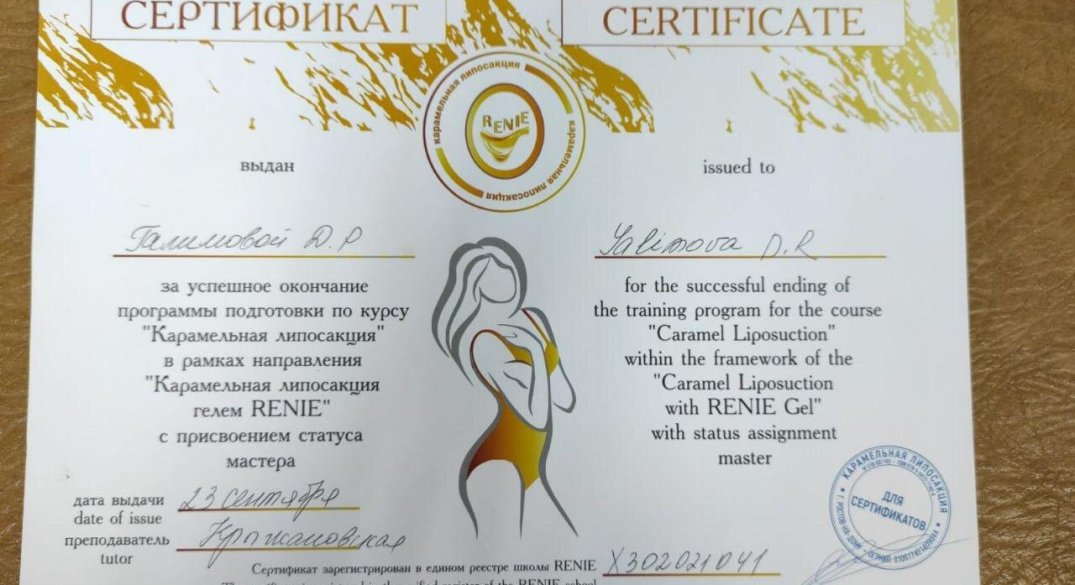 СЕРТИФИКАТ
CERTIFICATE
карамельная липосакция
RENIE
карамельная липосакция
выдан
issued to
Галимовой Д.Р
Galimova D.R
за успешное окончание
программы подготовки по курсу
"Карамельная липосакция"
в рамках направления
"Карамельная липосакция
гелем RENIE"
с присвоением статуса
мастера
for the successful ending of
the training program for the course
"Caramel Liposuction"
within the framework of the
"Caramel Liposuction
with RENIE Gel"
with status assignment
master
дата выдачи 23 сентября
date of issue
преподаватель Крыжановская
tutor
КАРАМЕЛЬНАЯ ЛИПОСАКЦИЯ
ДЛЯ
СЕРТИФИКАТОВ
Сертификат зарегистрирован в едином реестре школы RENIE X302021041